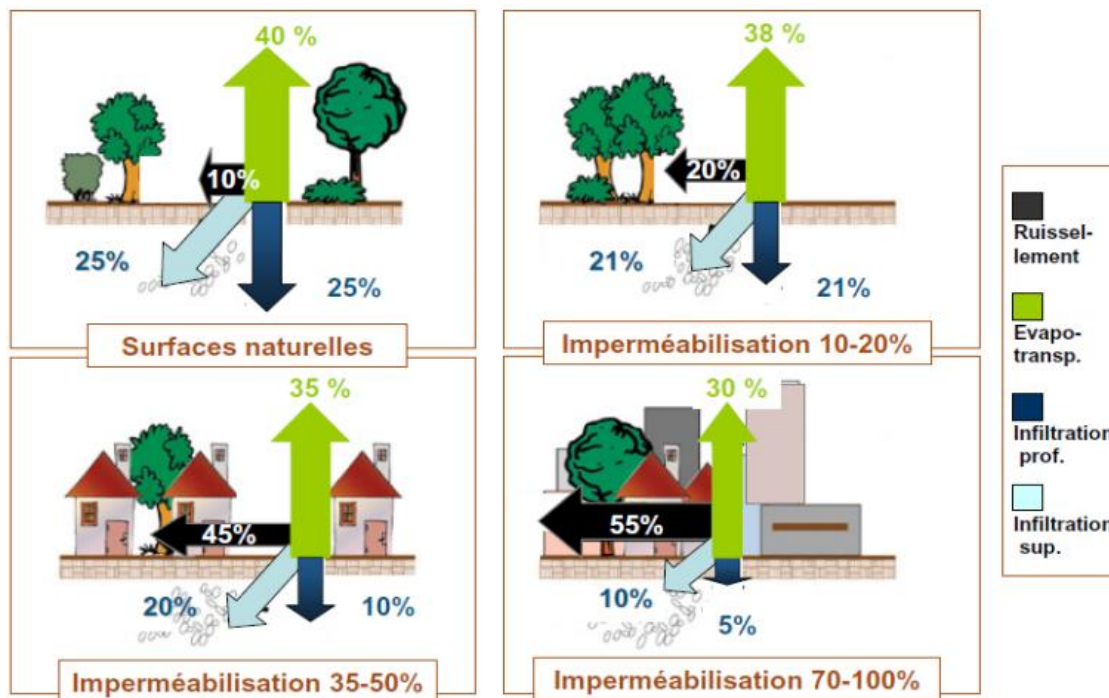 40 %
10%
25%
25%
Surfaces naturelles
38 %
20%
21%
21%
Imperméabilisation 10-20%
35 %
45%
20%
10%
Imperméabilisation 35-50%
30 %
55%
10%
5%
Imperméabilisation 70-100%
Ruissel-
lement
Evapo-
transp.
Infiltration
prof.
Infiltration
sup.